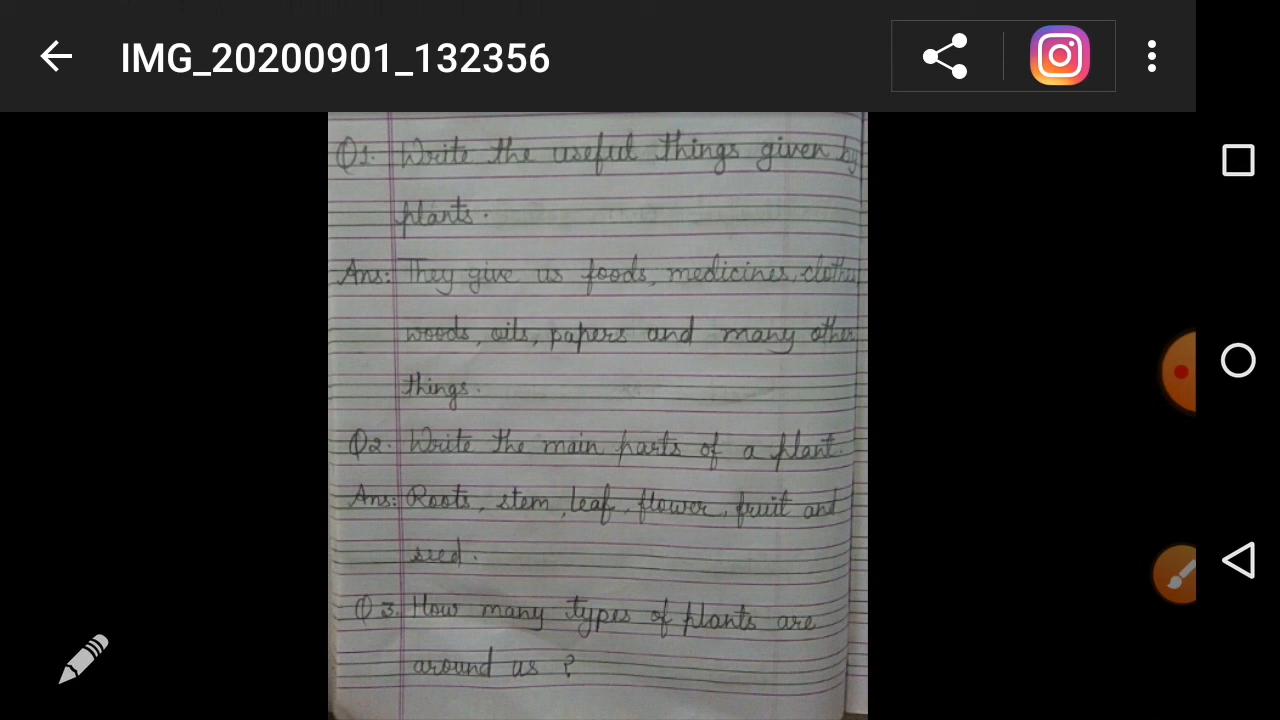 IMG_20200901_132356
Q1. Write the useful things given by
plants.
Ans: They give us foods, medicines,
woods, oils, papers and many other
things.
Q2. Write the main parts of a plant.
Ans: Roots, stem, leaf, flower, fruit and
seed.
Q3. How many types of plants are
around us ?